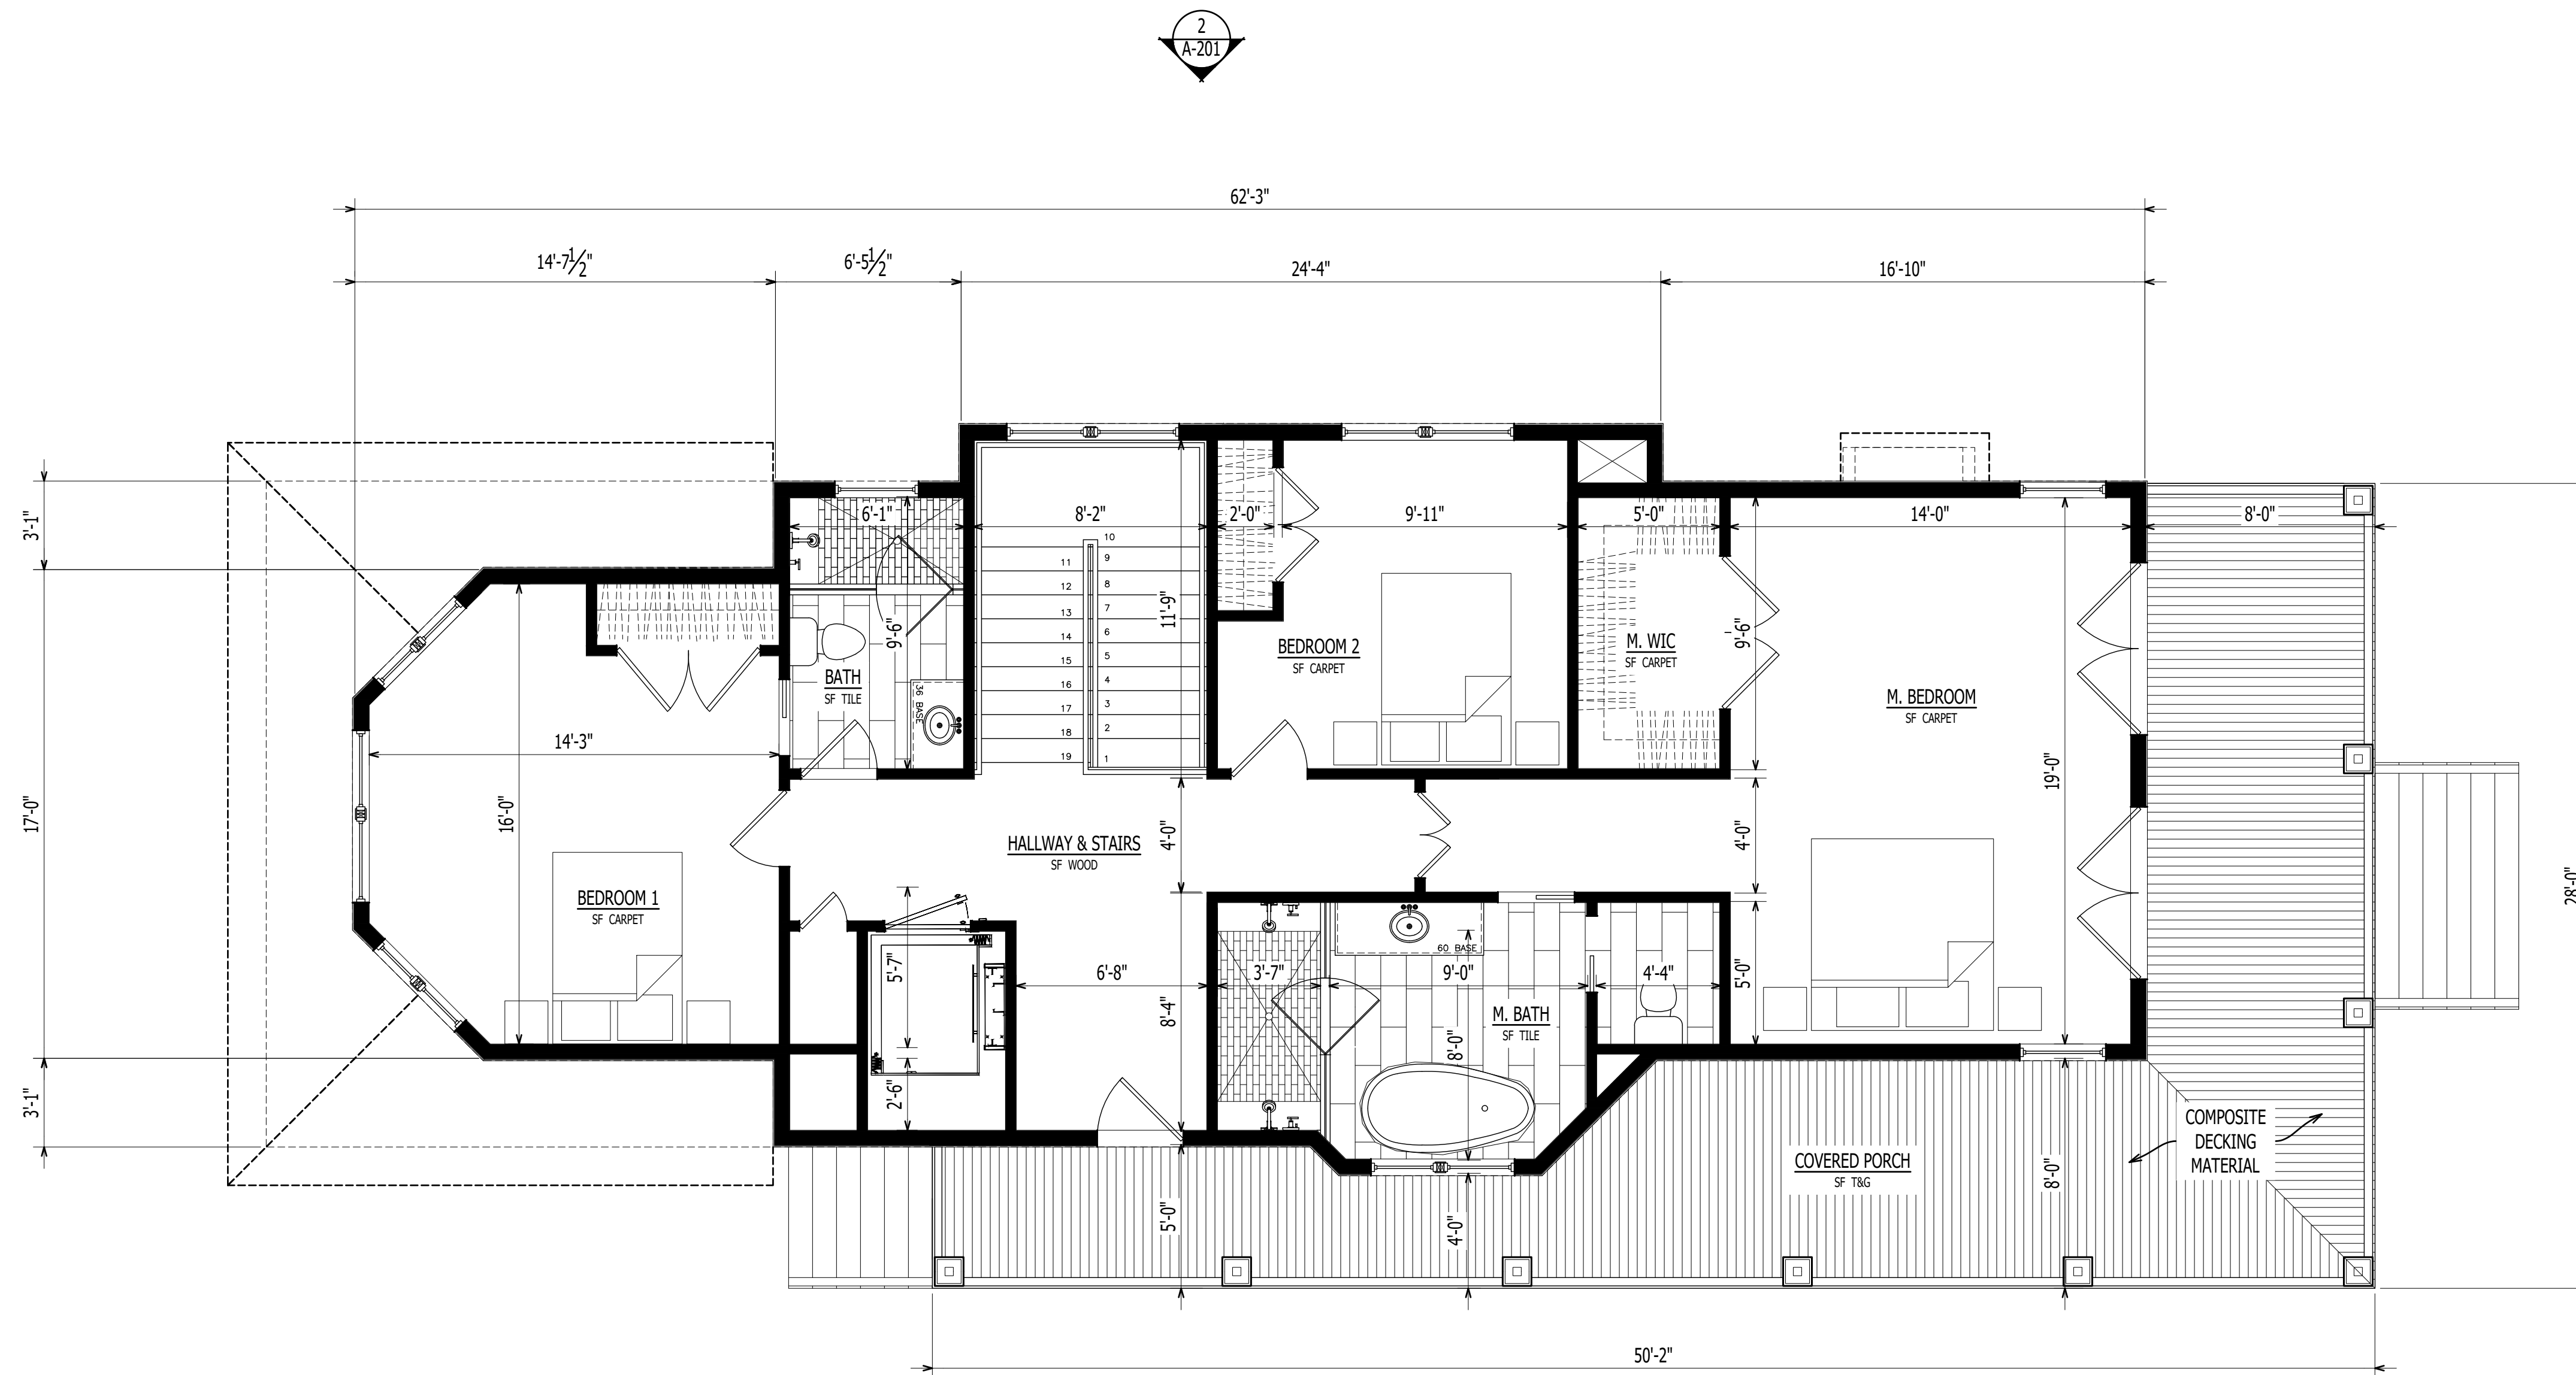 2
A-201
62'-3"
14'-7 1/2"
6'-5 1/2"
24'-4"
16'-10"
3'-1"
17'-0"
3'-1"
6'-1"
8'-2"
2'-0"
9'-11"
5'-0"
14'-0"
8'-0"
10
9
8
7
6
5
4
3
2
1
11
12
13
14
15
16
17
18
19
11'-9"
9'-6"
9'-6"
BATH
SF TILE
36 BASE
BEDROOM 2
SF CARPET
M. WIC
SF CARPET
M. BEDROOM
SF CARPET
14'-3"
16'-0"
19'-0"
28'-0"
HALLWAY & STAIRS
SF WOOD
4'-0"
4'-0"
BEDROOM 1
SF CARPET
5'-7"
2'-6"
6'-8"
8'-4"
3'-7"
60 BASE
9'-0"
4'-4"
5'-0"
M. BATH
SF TILE
8'-0"
COMPOSITE
DECKING
MATERIAL
COVERED PORCH
SF T&G
8'-0"
5'-0"
4'-0"
50'-2"